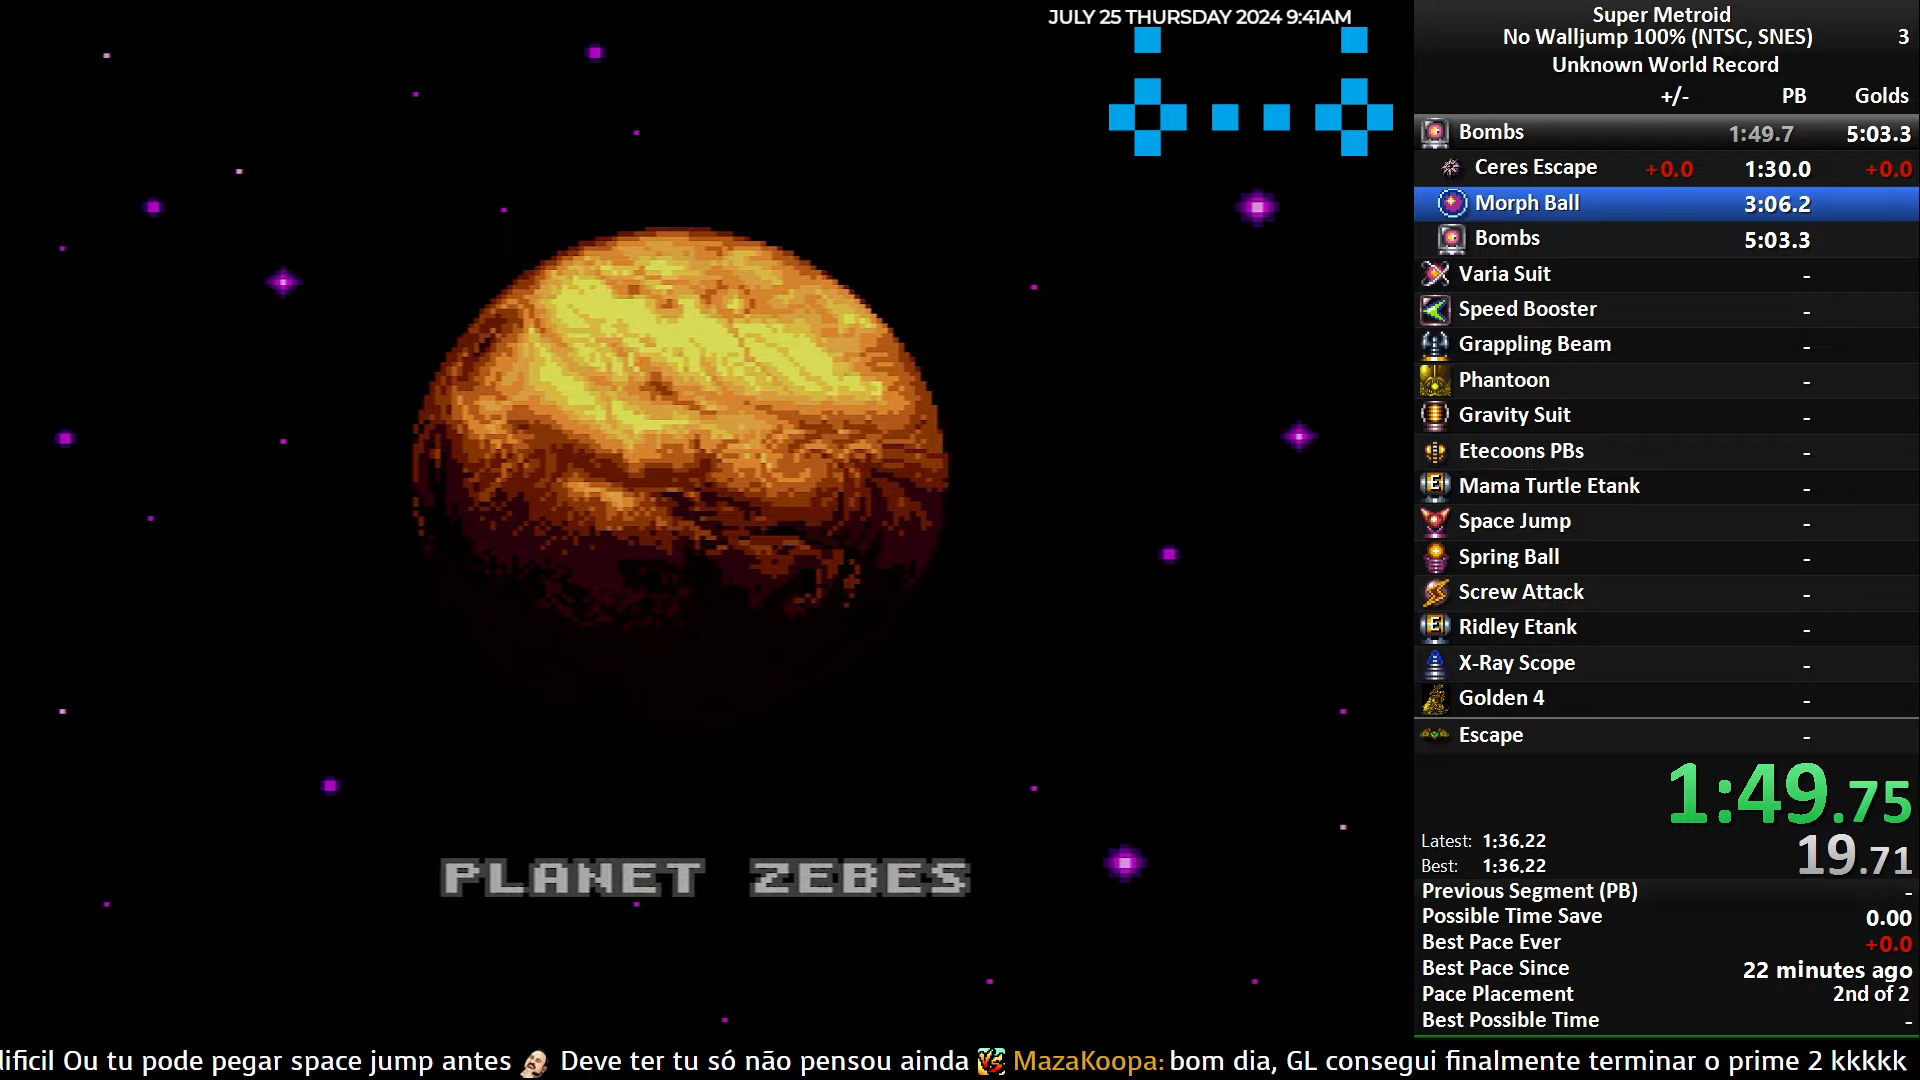 JULY 25 THURSDAY 2024 9:41AM
PLANET ZEBES
Super Metroid
No Walljump 100% (NTSC, SNES) 3
Unknown World Record
+/- PB Golds
Bombs 1:49.7 5:03.3
Ceres Escape +0.0 1:30.0 +0.0
Morph Ball 3:06.2
Bombs 5:03.3
Varia Suit -
Speed Booster -
Grappling Beam -
Phantoon -
Gravity Suit -
Etecoons PBs -
Mama Turtle Etank -
Space Jump -
Spring Ball -
Screw Attack -
Ridley Etank -
X-Ray Scope -
Golden 4 -
Escape -
1:49.75
Latest: 1:36.22
Best: 1:36.22
19.71
Previous Segment (PB) -
Possible Time Save 0.00
Best Pace Ever +0.0
Best Pace Since 22 minutes ago
Pace Placement 2nd of 2
Best Possible Time -
dificil Ou tu pode pegar space jump antes Deve ter tu só não pensou ainda MazaKoopa: bom dia, GL consegui finalmente terminar o prime 2 kkkkk